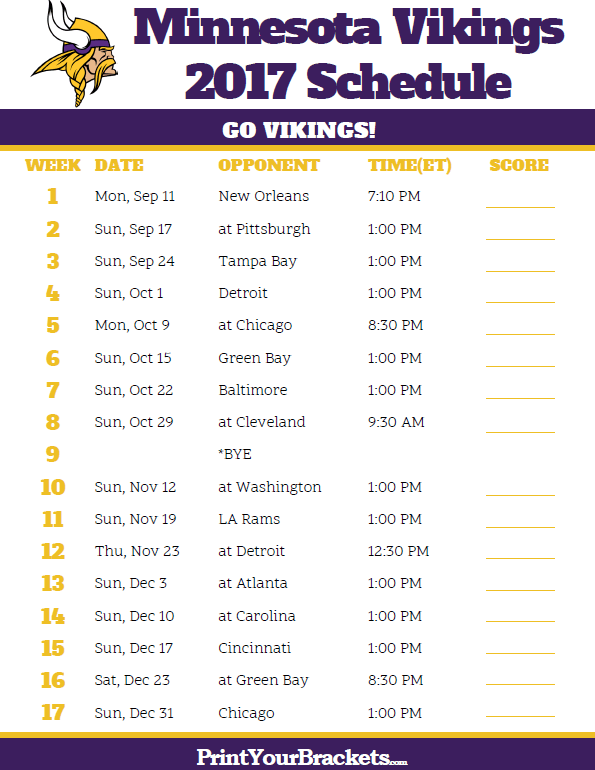 Minnesota Vikings
2017 Schedule
GO VIKINGS!
WEEK DATE OPPONENT TIME(ET) SCORE
1 Mon, Sep 11 New Orleans 7:10 PM
2 Sun, Sep 17 at Pittsburgh 1:00 PM
3 Sun, Sep 24 Tampa Bay 1:00 PM
4 Sun, Oct 1 Detroit 1:00 PM
5 Mon, Oct 9 at Chicago 8:30 PM
6 Sun, Oct 15 Green Bay 1:00 PM
7 Sun, Oct 22 Baltimore 1:00 PM
8 Sun, Oct 29 at Cleveland 9:30 AM
9 *BYE
10 Sun, Nov 12 at Washington 1:00 PM
11 Sun, Nov 19 LA Rams 1:00 PM
12 Thu, Nov 23 at Detroit 12:30 PM
13 Sun, Dec 3 at Atlanta 1:00 PM
14 Sun, Dec 10 at Carolina 1:00 PM
15 Sun, Dec 17 Cincinnati 1:00 PM
16 Sat, Dec 23 at Green Bay 8:30 PM
17 Sun, Dec 31 Chicago 1:00 PM
PrintYourBrackets.com